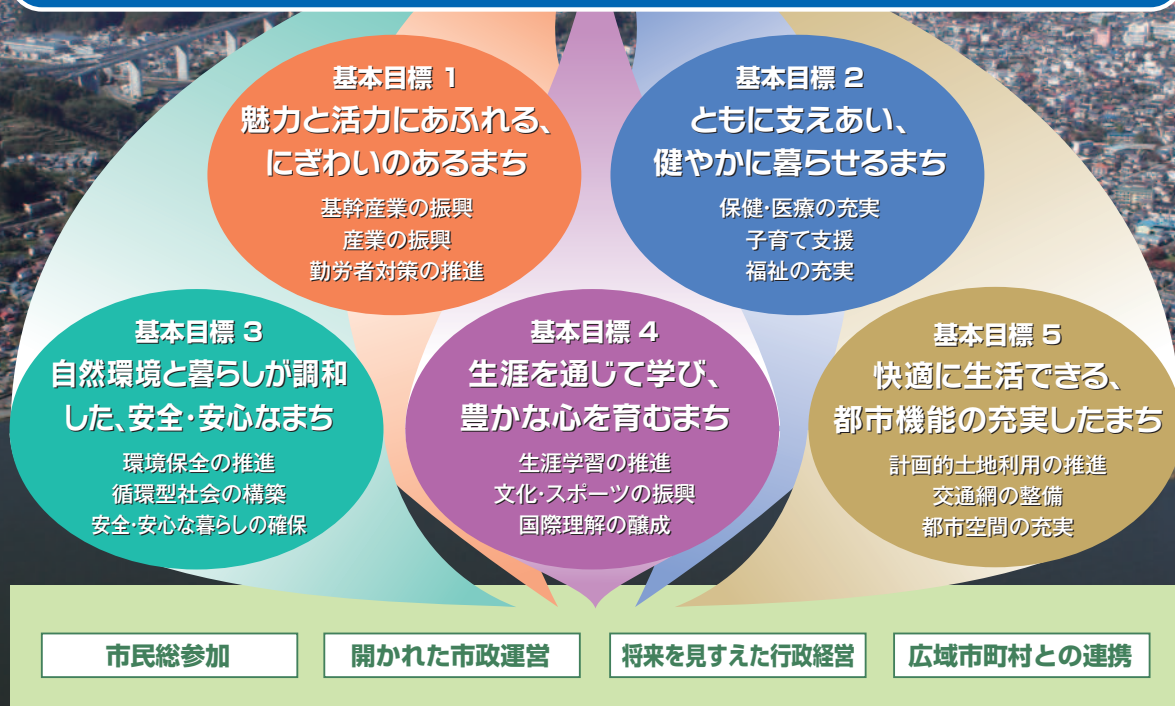 基本目標 1
魅力と活力にあふれる、
にぎわいのあるまち
基幹産業の振興
産業の振興
勤労者対策の推進
基本目標 2
ともに支えあい、
健やかに暮らせるまち
保健・医療の充実
子育て支援
福祉の充実
基本目標 3
自然環境と暮らしが調和
した、安全・安心なまち
環境保全の推進
循環型社会の構築
安全・安心な暮らしの確保
基本目標 4
生涯を通じて学び、
豊かな心を育むまち
生涯学習の推進
文化・スポーツの振興
国際理解の醸成
基本目標 5
快適に生活できる、
都市機能の充実したまち
計画的土地利用の推進
交通網の整備
都市空間の充実
市民総参加
開かれた市政運営
将来を見すえた行政経営
広域市町村との連携